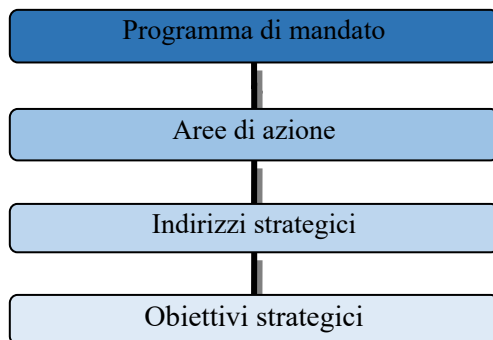 Programma di mandato
Aree di azione
Indirizzi strategici
Obiettivi strategici